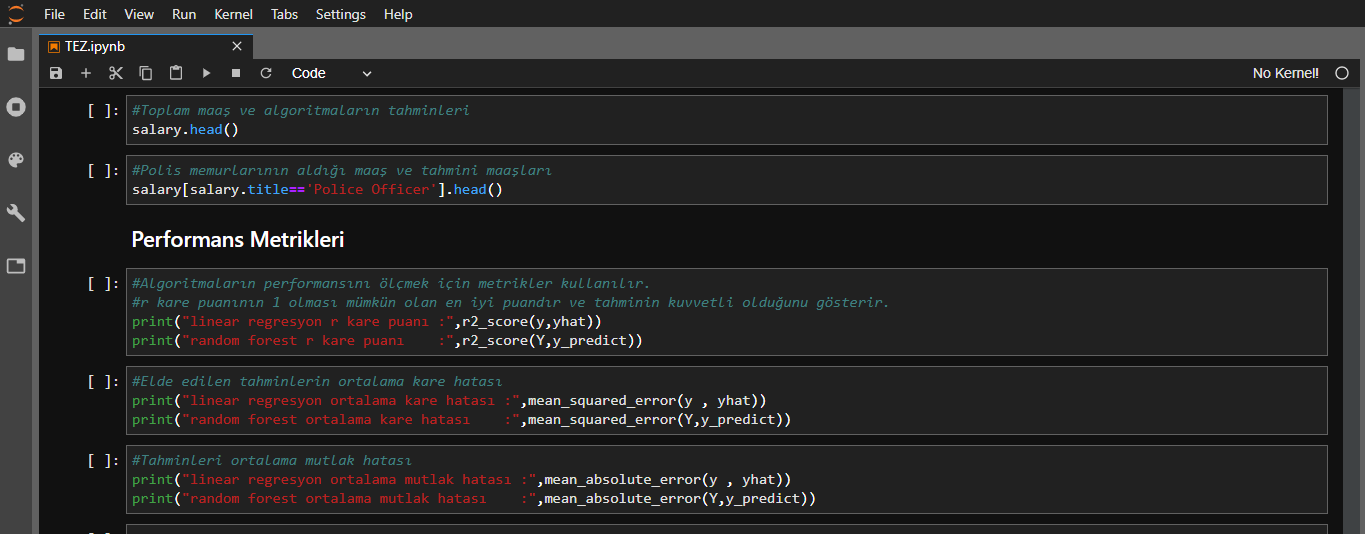 File Edit View Run Kernel Tabs Settings Help
TEZ.ipynb
Code
No Kernel!
[ ]: #Toplam maaş ve algoritmaların tahminleri
salary.head()
[ ]: #Polis memurlarının aldığı maaş ve tahmini maaşları
salary[salary.title=='Police Officer'].head()
Performans Metrikleri
[ ]: #Algoritmaların performansını ölçmek için metrikler kullanılır.
#r kare puanının 1 olması mümkün olan en iyi puandır ve tahminin kuvvetli olduğunu gösterir.
print("linear regresyon r kare puanı :",r2_score(y,yhat))
print("random forest r kare puanı    :",r2_score(Y,y_predict))
[ ]: #Elde edilen tahminlerin ortalama kare hatası
print("linear regresyon ortalama kare hatası :",mean_squared_error(y , yhat))
print("random forest ortalama kare hatası    :",mean_squared_error(Y,y_predict))
[ ]: #Tahminleri ortalama mutlak hatası
print("linear regresyon ortalama mutlak hatası :",mean_absolute_error(y , yhat))
print("random forest ortalama mutlak hatası    :",mean_absolute_error(Y,y_predict))